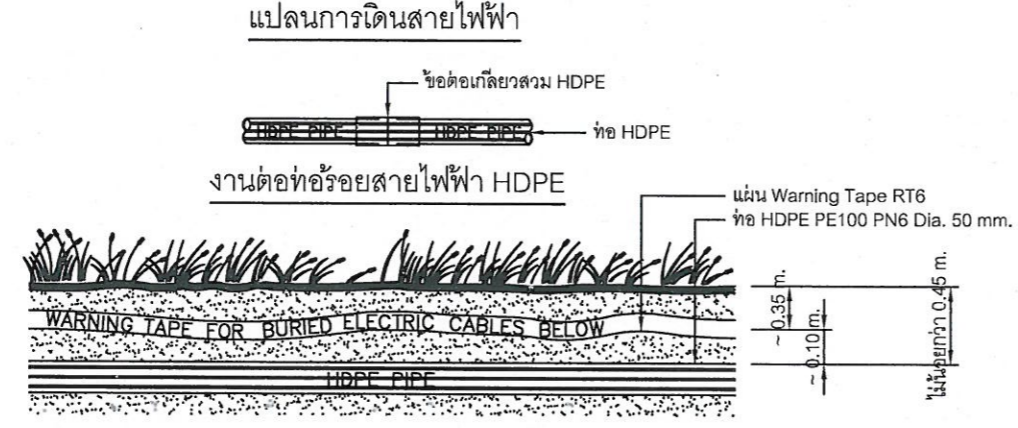 แปลนการเดินสายไฟฟ้า
ข้อต่อเกลียวสวม HDPE
HDPE PIPE HDPE PIPE
ท่อ HDPE
งานต่อท่อร้อยสายไฟฟ้า HDPE
แผ่น Warning Tape RT6
ท่อ HDPE PE100 PN6 Dia. 50 mm.
WARNING TAPE FOR BURIED ELECTRIC CABLES BELOW
~ 0.35 m.
~ 0.10 m.
ไม่น้อยกว่า 0.45 m.
HDPE PIPE